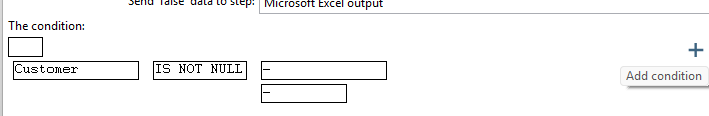 Send 'false' data to step: Microsoft Excel output
The condition:
Customer IS NOT NULL -
-
Add condition